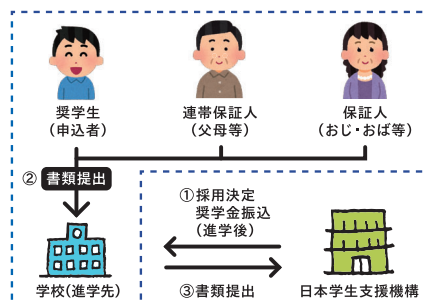 奨学生
(申込者)
連帯保証人
(父母等)
保証人
(おじ・おば等)
② 書類提出
①採用決定
奨学金振込
(進学後)
学校(進学先)
③書類提出
日本学生支援機構